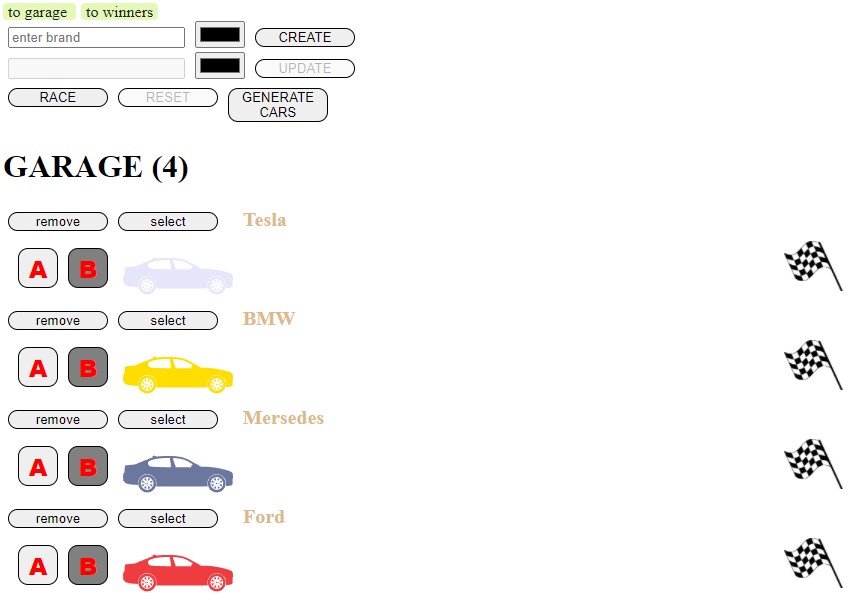 to garage to winners
enter brand CREATE
UPDATE
RACE RESET GENERATE
CARS
GARAGE (4)
remove select Tesla
A B
remove select BMW
A B
remove select Mersedes
A B
remove select Ford
A B